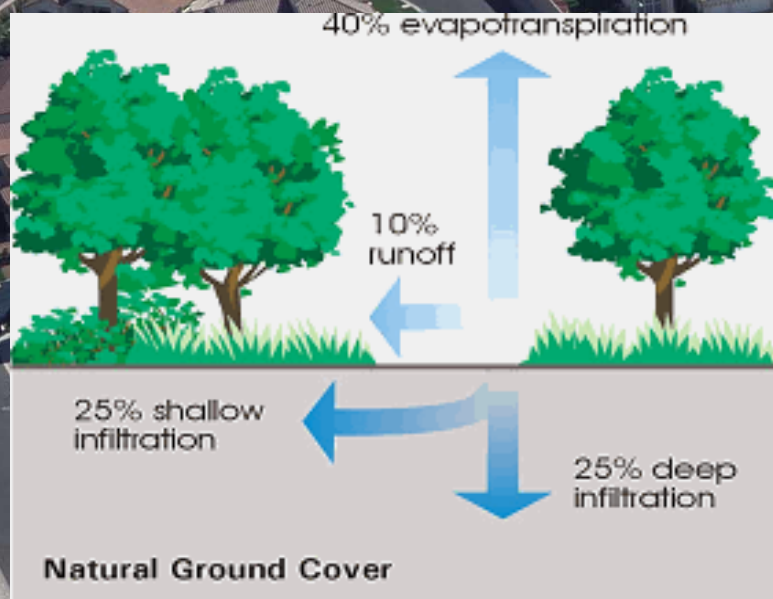 40% evapotranspiration
10%
runoff
25% shallow
infiltration
25% deep
infiltration
Natural Ground Cover